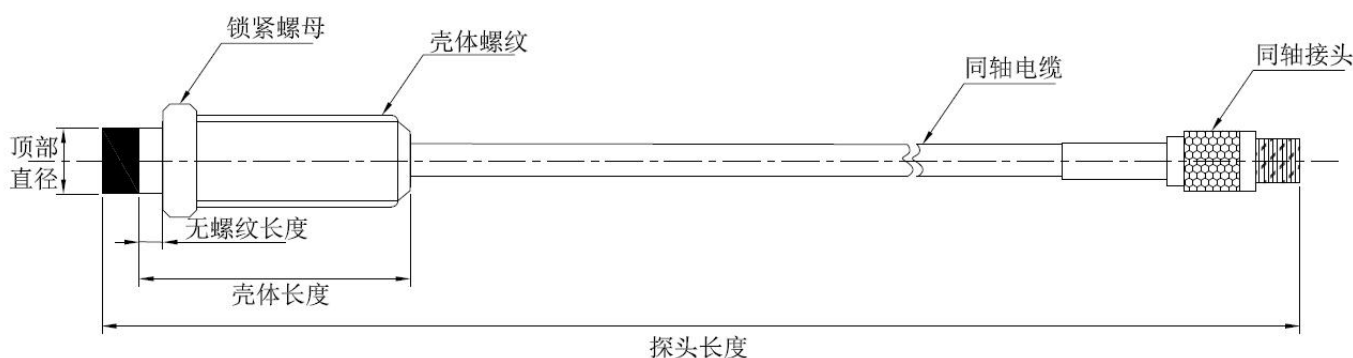 锁紧螺母
壳体螺纹
同轴电缆
同轴接头
顶部
直径
无螺纹长度
壳体长度
探头长度